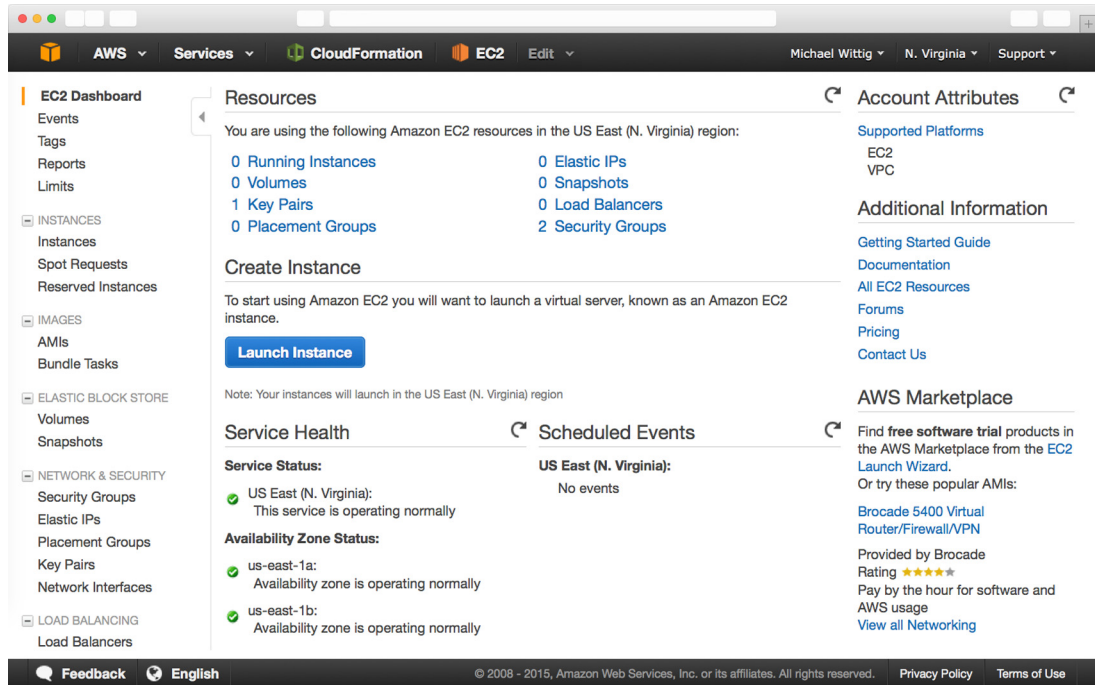 AWS Services CloudFormation EC2 Edit Michael Wittig N. Virginia Support
EC2 Dashboard
Events
Tags
Reports
Limits
INSTANCES
Instances
Spot Requests
Reserved Instances
IMAGES
AMIs
Bundle Tasks
ELASTIC BLOCK STORE
Volumes
Snapshots
NETWORK & SECURITY
Security Groups
Elastic IPs
Placement Groups
Key Pairs
Network Interfaces
LOAD BALANCING
Load Balancers
Resources
You are using the following Amazon EC2 resources in the US East (N. Virginia) region:
0 Running Instances
0 Volumes
1 Key Pairs
0 Placement Groups
0 Elastic IPs
0 Snapshots
0 Load Balancers
2 Security Groups
Create Instance
To start using Amazon EC2 you will want to launch a virtual server, known as an Amazon EC2
instance.
Launch Instance
Note: Your instances will launch in the US East (N. Virginia) region
Service Health
Service Status:
US East (N. Virginia):
This service is operating normally
Availability Zone Status:
us-east-1a:
Availability zone is operating normally
us-east-1b:
Availability zone is operating normally
Scheduled Events
US East (N. Virginia):
No events
Account Attributes
Supported Platforms
EC2
VPC
Additional Information
Getting Started Guide
Documentation
All EC2 Resources
Forums
Pricing
Contact Us
AWS Marketplace
Find free software trial products in
the AWS Marketplace from the EC2
Launch Wizard.
Or try these popular AMIs:
Brocade 5400 Virtual
Router/Firewall/VPN
Provided by Brocade
Rating
Pay by the hour for software and
AWS usage
View all Networking
Feedback English © 2008 - 2015, Amazon Web Services, Inc. or its affiliates. All rights reserved. Privacy Policy Terms of Use